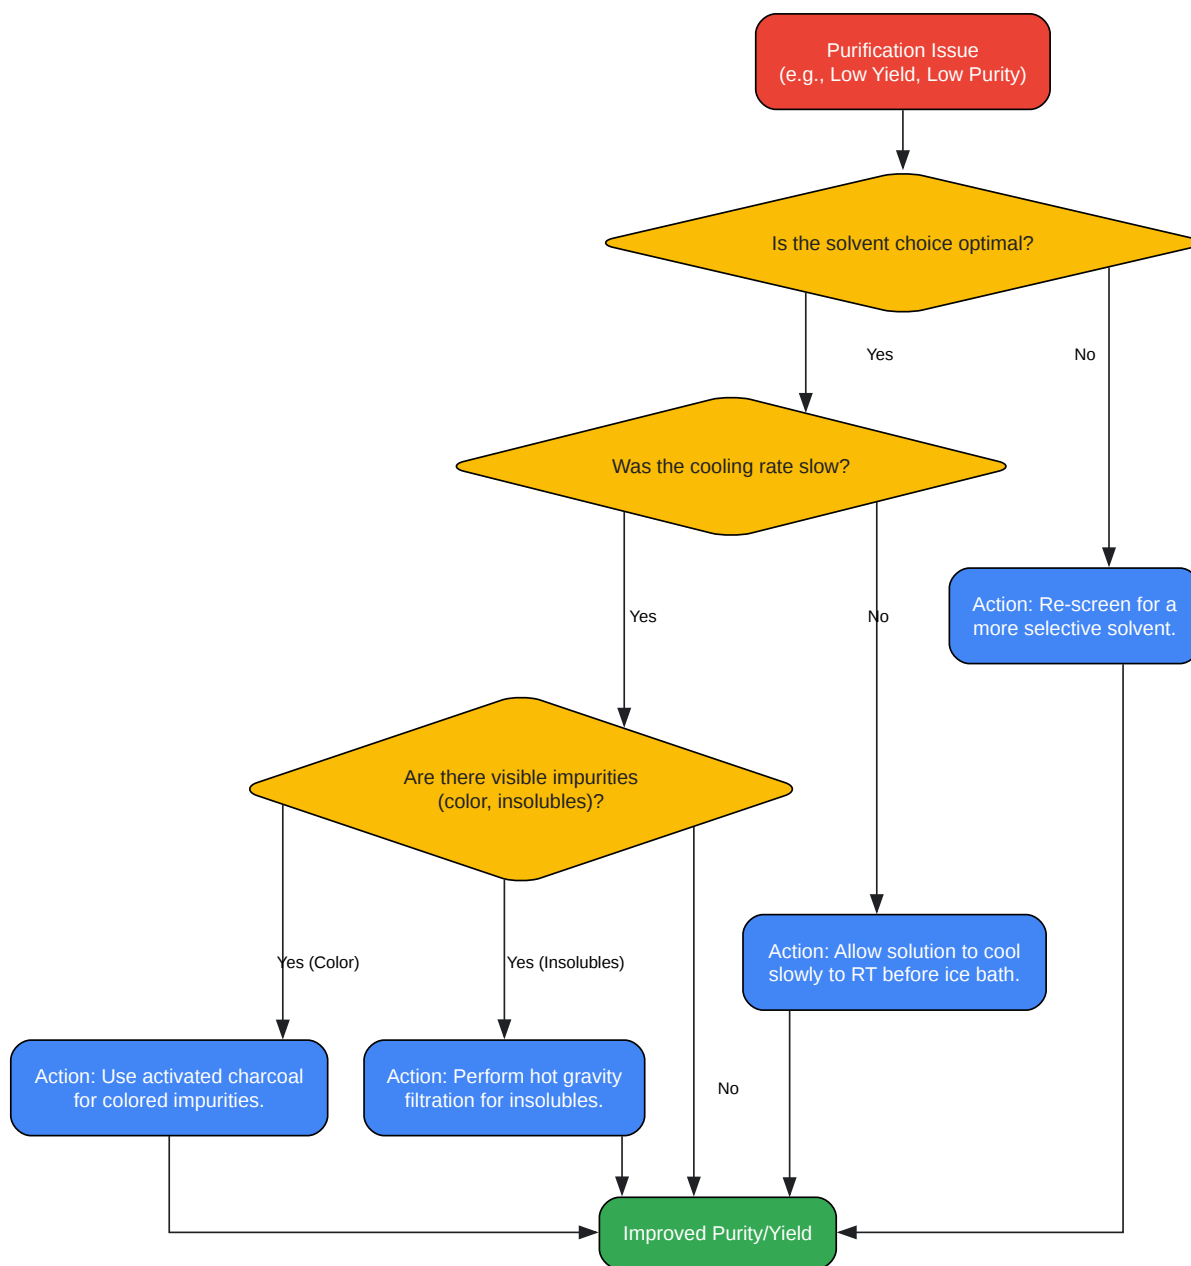 Purification Issue
(e.g., Low Yield, Low Purity)
Is the solvent choice optimal?
Yes
No
Was the cooling rate slow?
Action: Re-screen for a
more selective solvent.
Yes
No
Are there visible impurities
(color, insolubles)?
Action: Allow solution to cool
slowly to RT before ice bath.
Yes (Color)
Yes (Insolubles)
Action: Use activated charcoal
for colored impurities.
Action: Perform hot gravity
filtration for insolubles.
No
Improved Purity/Yield